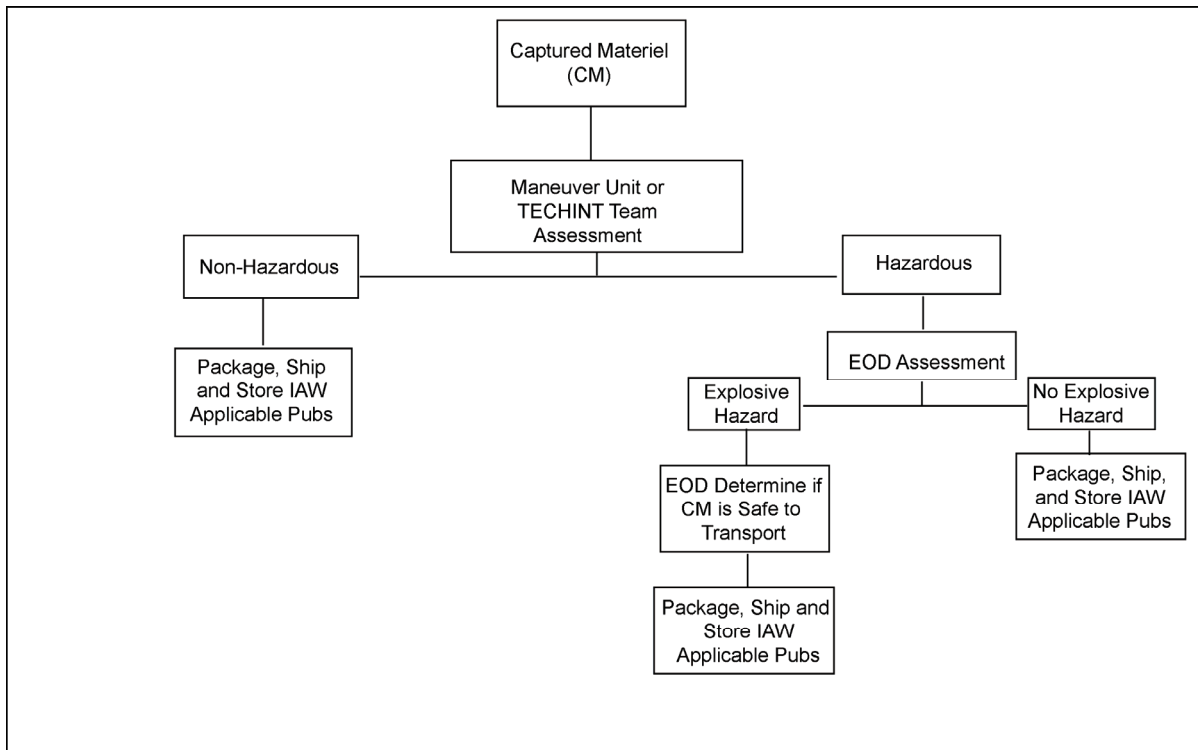 Captured Materiel
(CM)
Maneuver Unit or
TECHINT Team
Assessment
Non-Hazardous
Hazardous
Package, Ship
and Store IAW
Applicable Pubs
EOD Assessment
Explosive
Hazard
No Explosive
Hazard
EOD Determine if
CM is Safe to
Transport
Package, Ship,
and Store IAW
Applicable Pubs
Package, Ship and
Store IAW
Applicable Pubs